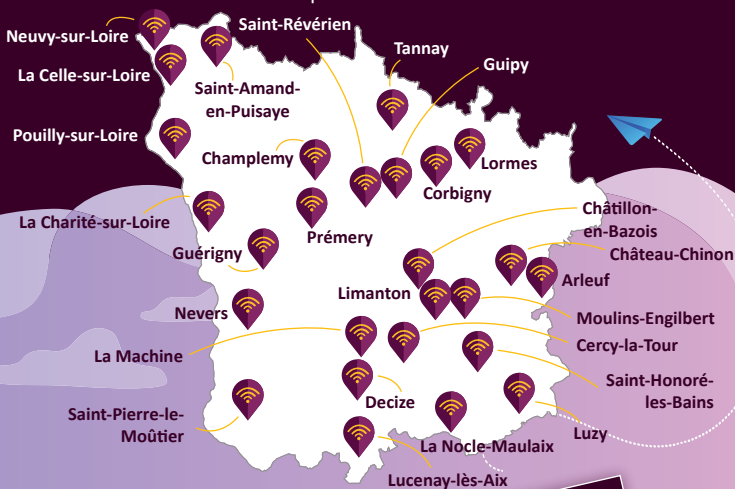 Saint-Révérien
Neuvy-sur-Loire
Tannay
Guipy
La Celle-sur-Loire
Saint-Amand-
en-Puisaye
Pouilly-sur-Loire
Champlemy
Lormes
Corbigny
La Charité-sur-Loire
Châtillon-
en-Bazois
Prémery
Guérigny
Château-Chinon
Arleuf
Limanton
Nevers
Moulins-Engilbert
Cercy-la-Tour
La Machine
Saint-Honoré-
les-Bains
Decize
Saint-Pierre-le-
Moûtier
Luzy
La Nocle-Maulaix
Lucenay-lès-Aix